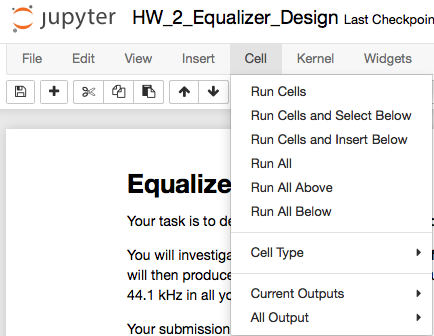 jupyter HW_2_Equalizer_Design Last Checkpoin
File Edit View Insert Cell Kernel Widgets
Run Cells
Run Cells and Select Below
Run Cells and Insert Below
Run All
Run All Above
Run All Below
Cell Type
Current Outputs
All Output
Equalize
Your task is to de
You will investiga
will then produce
44.1 kHz in all yo
Your submission